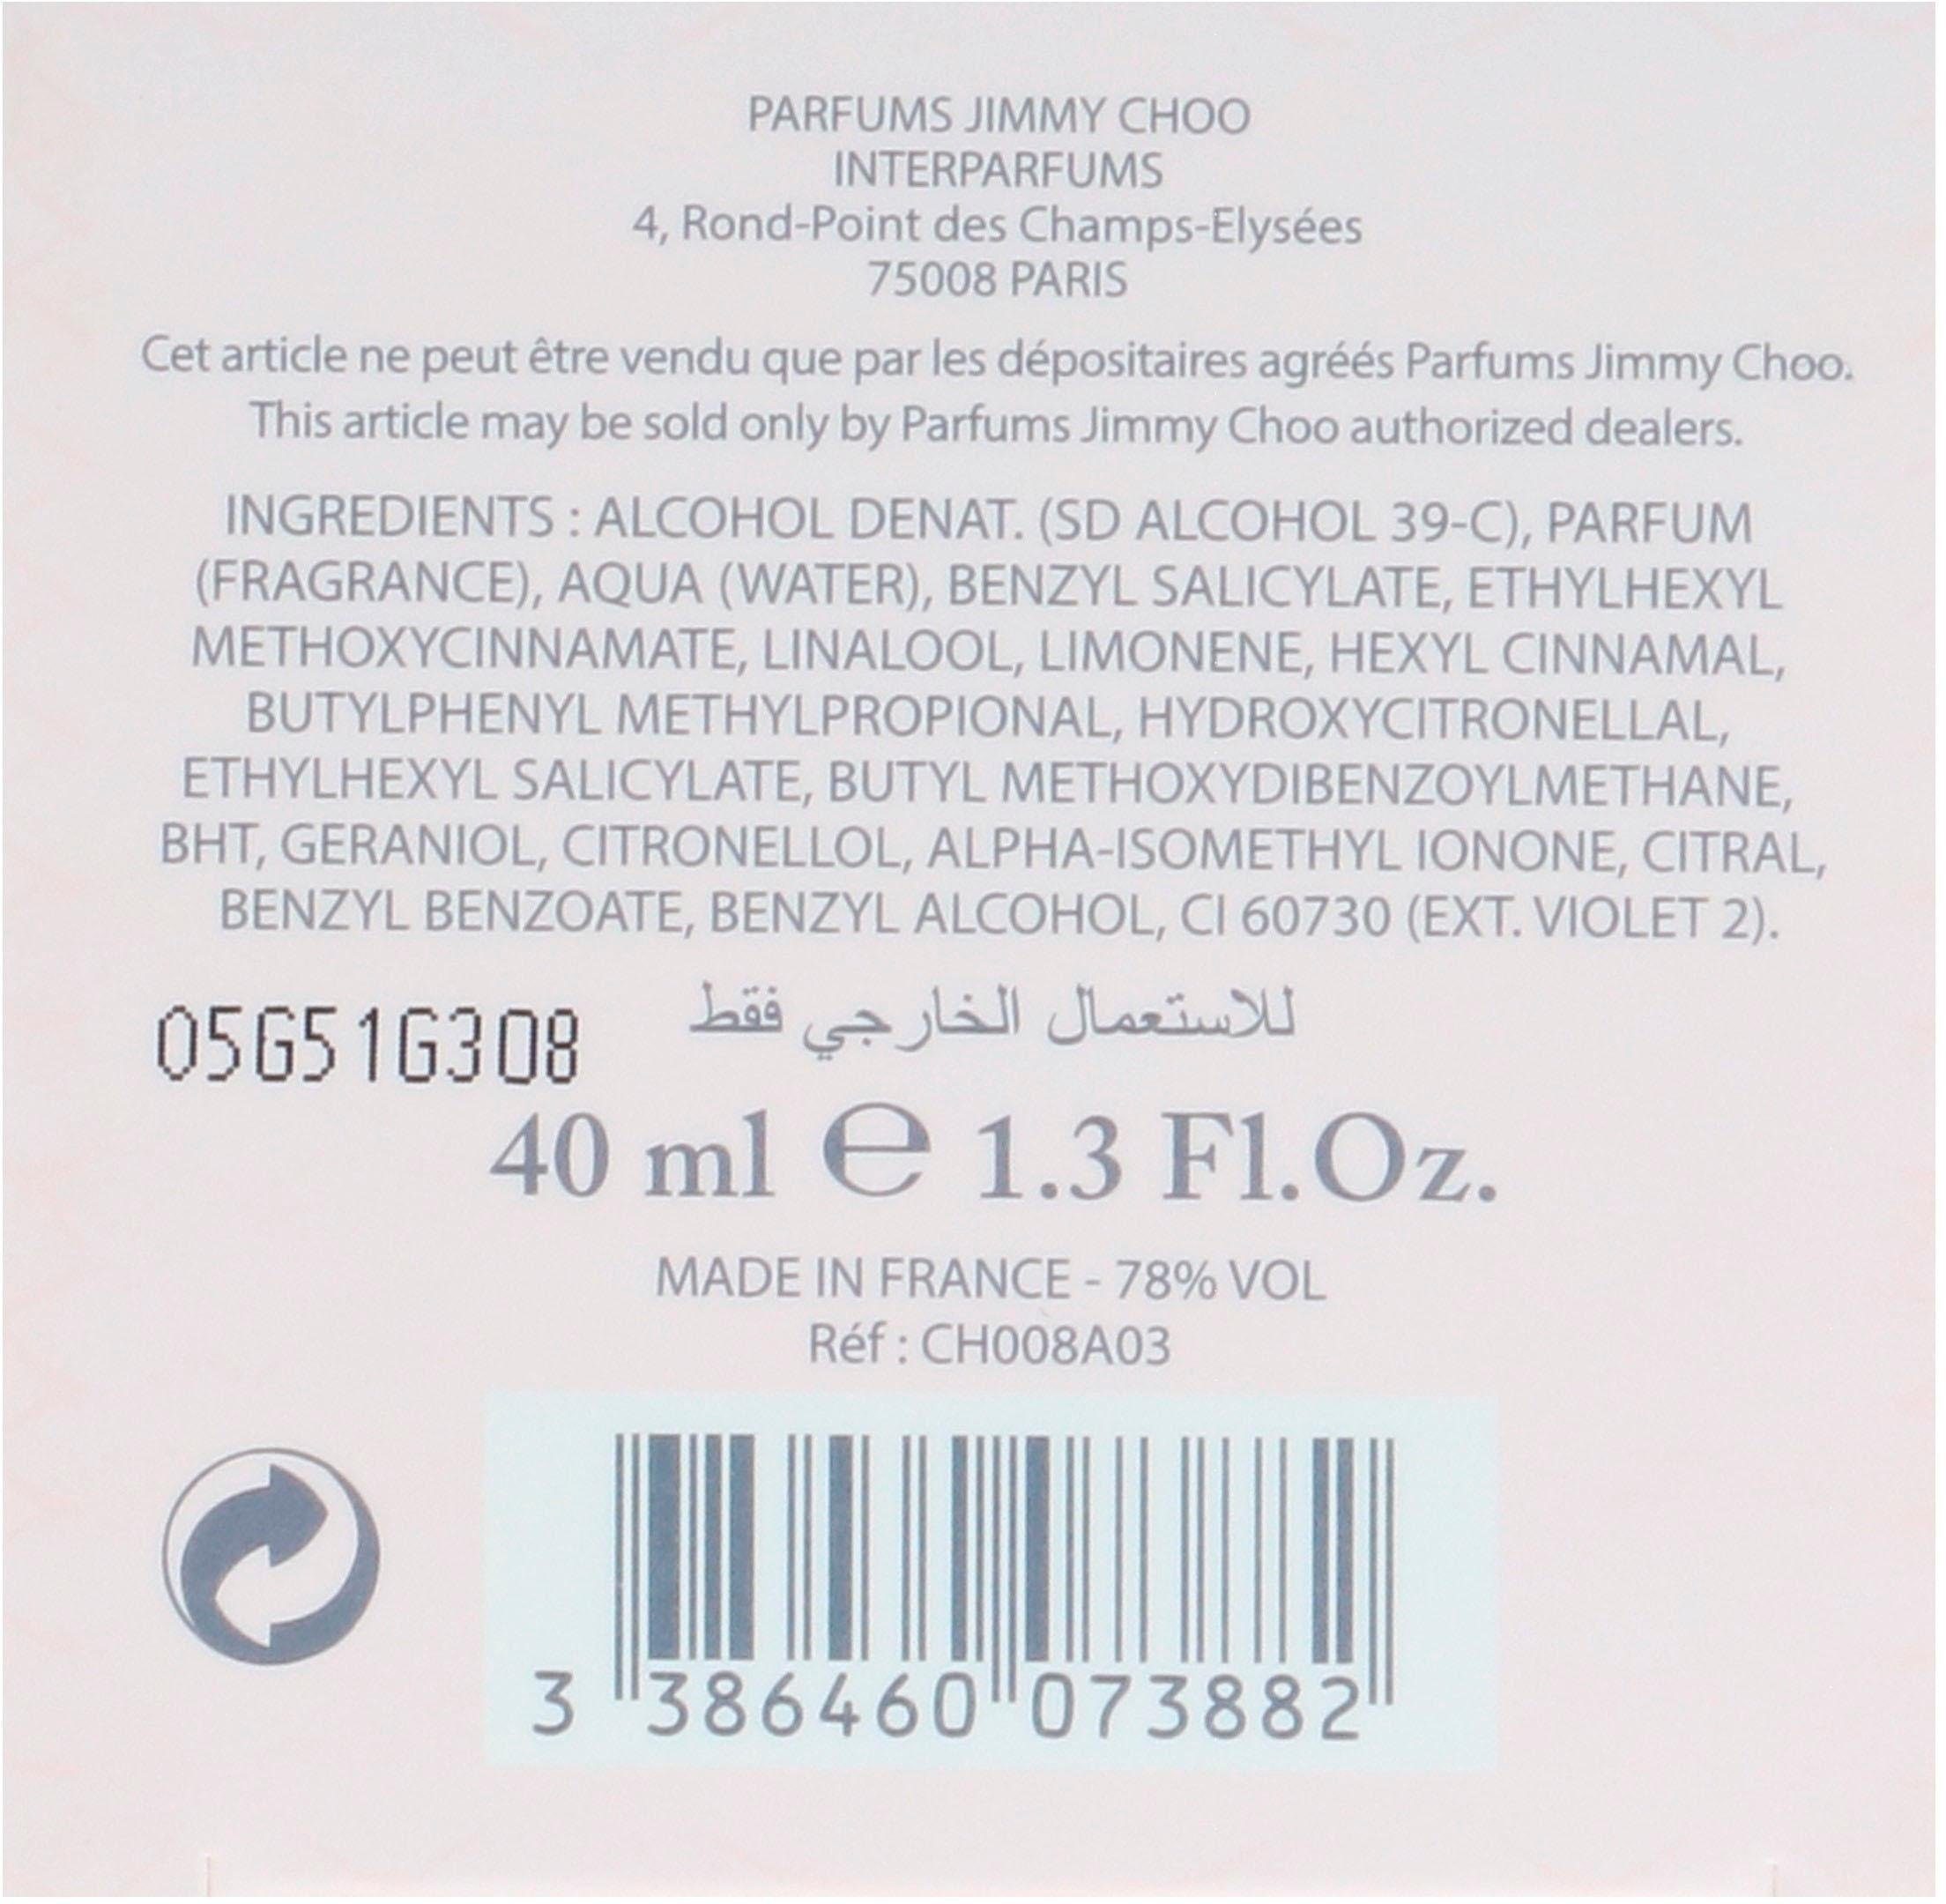 PARFUMS JIMMY CHOO
INTERPARFUMS
4, Rond-Point des Champs-Elysées
75008 PARIS
Cet article ne peut être vendu que par les dépositaires agréés Parfums Jimmy Choo.
This article may be sold only by Parfums Jimmy Choo authorized dealers.
INGREDIENTS : ALCOHOL DENAT. (SD ALCOHOL 39-C), PARFUM
(FRAGRANCE), AQUA (WATER), BENZYL SALICYLATE, ETHYLHEXYL
METHOXYCINNAMATE, LINALOOL, LIMONENE, HEXYL CINNAMAL,
BUTYLPHENYL METHYLPROPIONAL, HYDROXYCITRONELLAL,
ETHYLHEXYL SALICYLATE, BUTYL METHOXYDIBENZOYLMETHANE,
BHT, GERANIOL, CITRONELLOL, ALPHA-ISOMETHYL IONONE, CITRAL,
BENZYL BENZOATE, BENZYL ALCOHOL, CI 60730 (EXT. VIOLET 2).
للاستعمال الخارجي فقط
05G51G308
40 ml e 1.3 Fl.Oz.
MADE IN FRANCE - 78% VOL
Réf : CH008A03
3 386460 073882